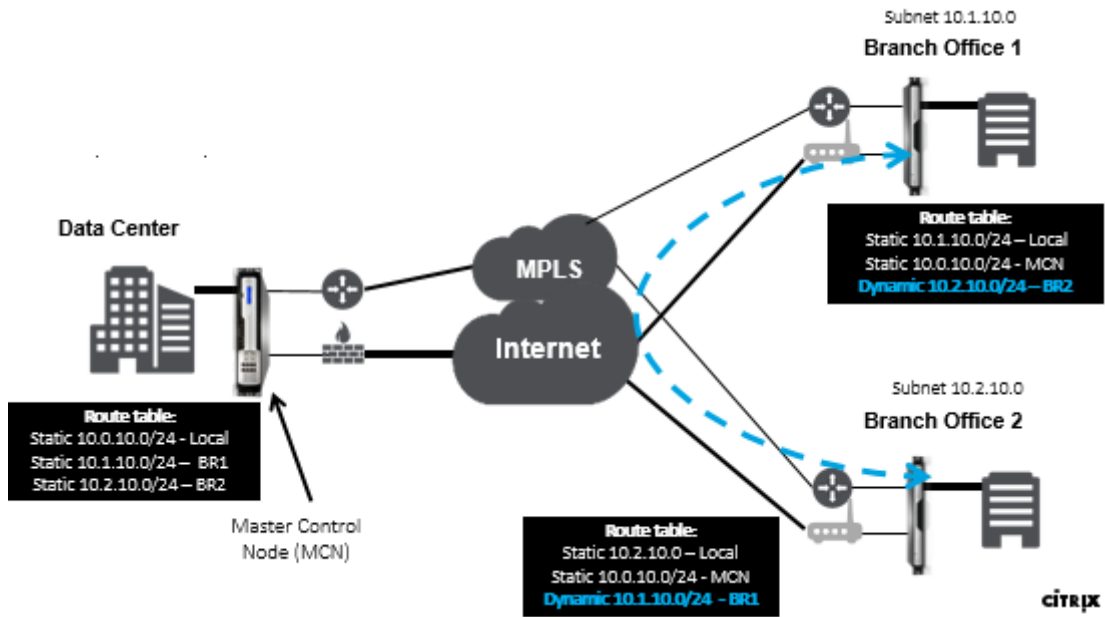 Subnet 10.1.10.0
Branch Office 1
Data Center
MPLS
Internet
Route table:
Static 10.1.10.0/24 – Local
Static 10.0.10.0/24 - MCN
Dynamic 10.2.10.0/24 – BR2
Route table:
Static 10.0.10.0/24 - Local
Static 10.1.10.0/24 – BR1
Static 10.2.10.0/24 – BR2
Master Control
Node (MCN)
Subnet 10.2.10.0
Branch Office 2
Route table:
Static 10.2.10.0 – Local
Static 10.0.10.0/24 - MCN
Dynamic 10.1.10.0/24 - BR1
CITRIX